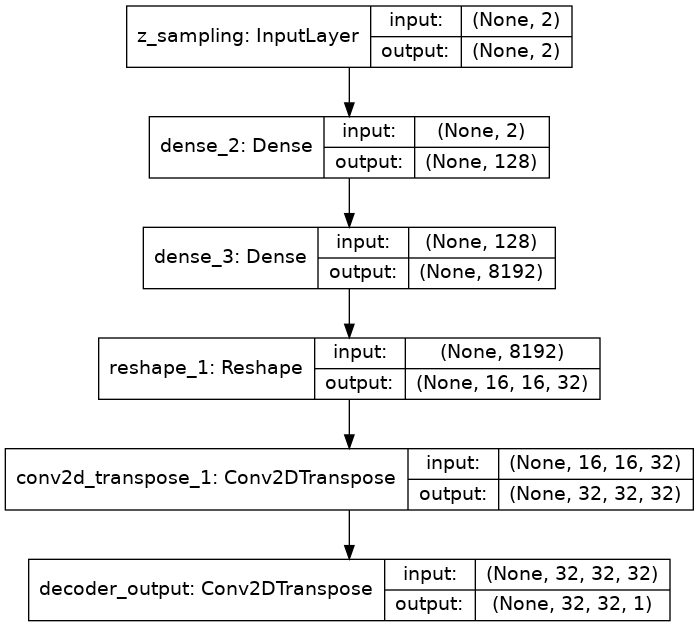 z_sampling: InputLayer
input: (None, 2)
output: (None, 2)
dense_2: Dense
input: (None, 2)
output: (None, 128)
dense_3: Dense
input: (None, 128)
output: (None, 8192)
reshape_1: Reshape
input: (None, 8192)
output: (None, 16, 16, 32)
conv2d_transpose_1: Conv2DTranspose
input: (None, 16, 16, 32)
output: (None, 32, 32, 32)
decoder_output: Conv2DTranspose
input: (None, 32, 32, 32)
output: (None, 32, 32, 1)